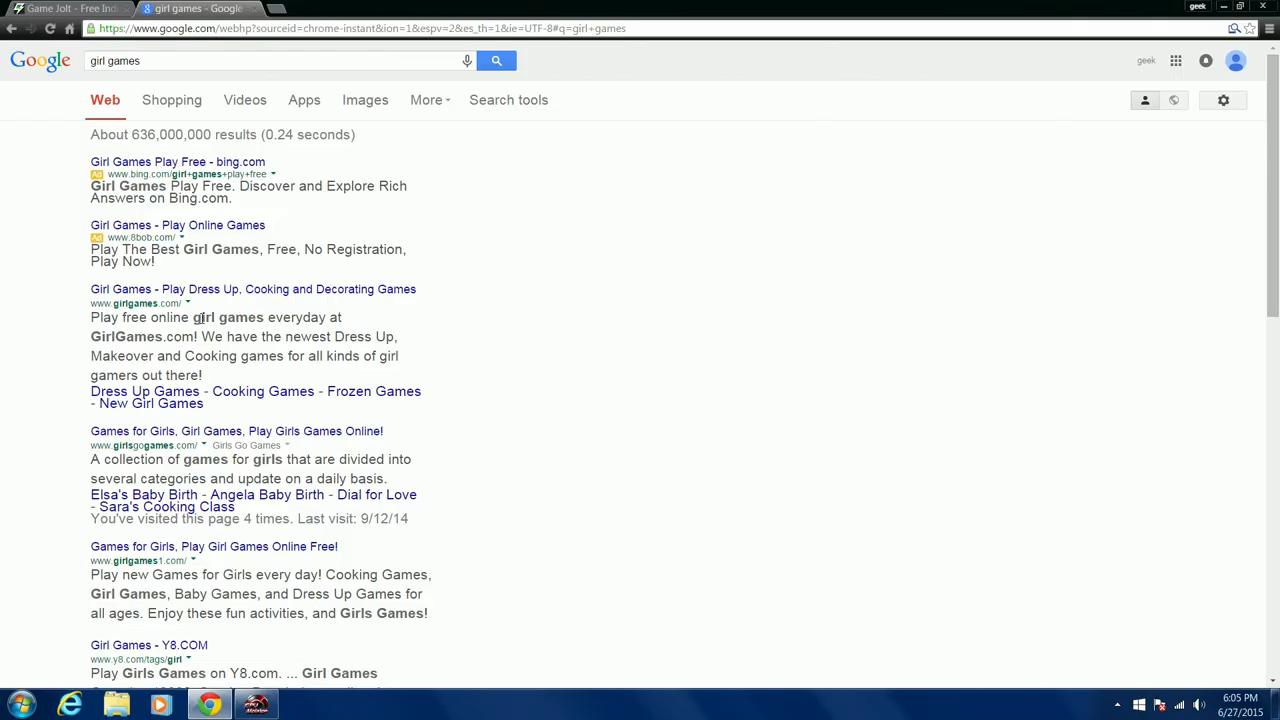 Game Jolt - Free Ind
girl games - Google
geek
https://www.google.com/webhp?sourceid=chrome-instant&ion=1&espv=2&es_th=1&ie=UTF-8#q=girl+games
Google
girl games
geek
Web Shopping Videos Apps Images More Search tools
About 636,000,000 results (0.24 seconds)
Girl Games Play Free - bing.com
Ad www.bing.com/girl+games+play+free
Girl Games Play Free. Discover and Explore Rich
Answers on Bing.com.
Girl Games - Play Online Games
Ad www.8bob.com/
Play The Best Girl Games, Free, No Registration,
Play Now!
Girl Games - Play Dress Up, Cooking and Decorating Games
www.girlgames.com/
Play free online girl games everyday at
GirlGames.com! We have the newest Dress Up,
Makeover and Cooking games for all kinds of girl
gamers out there!
Dress Up Games - Cooking Games - Frozen Games
- New Girl Games
Games for Girls, Girl Games, Play Girls Games Online!
www.girlsgogames.com/ Girls Go Games
A collection of games for girls that are divided into
several categories and update on a daily basis.
Elsa's Baby Birth - Angela Baby Birth - Dial for Love
- Sara's Cooking Class
You've visited this page 4 times. Last visit: 9/12/14
Games for Girls, Play Girl Games Online Free!
www.girlgames1.com/
Play new Games for Girls every day! Cooking Games,
Girl Games, Baby Games, and Dress Up Games for
all ages. Enjoy these fun activities, and Girls Games!
Girl Games - Y8.COM
www.y8.com/tags/girl
Play Girls Games on Y8.com. ... Girl Games
6:05 PM
6/27/2015